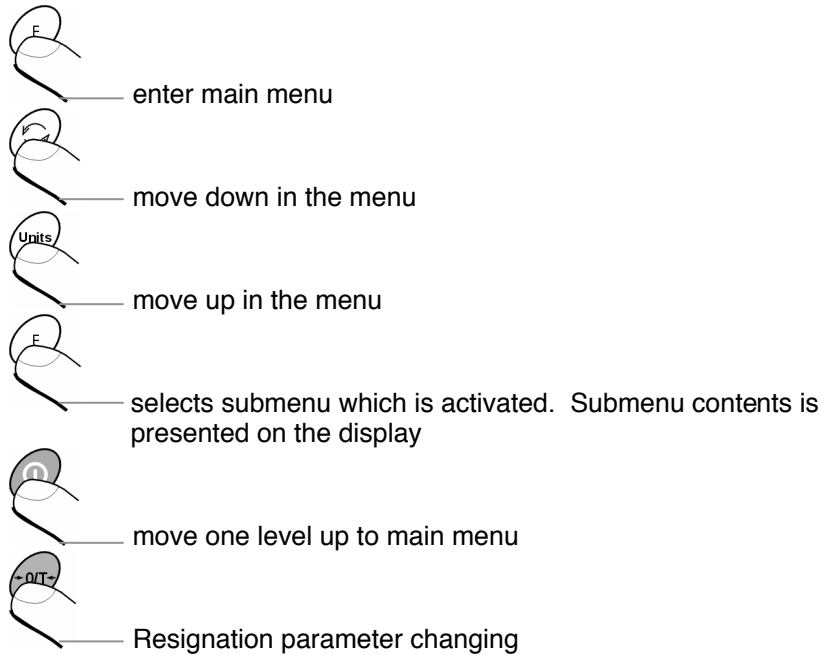 F
enter main menu
move down in the menu
Units
move up in the menu
F
selects submenu which is activated.  Submenu contents is
presented on the display
move one level up to main menu
0/T
Resignation parameter changing